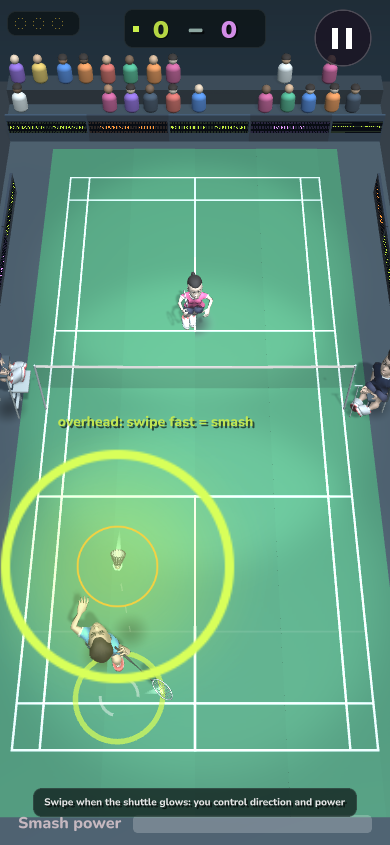 0 – 0
overhead: swipe fast = smash
Swipe when the shuttle glows: you control direction and power
Smash power